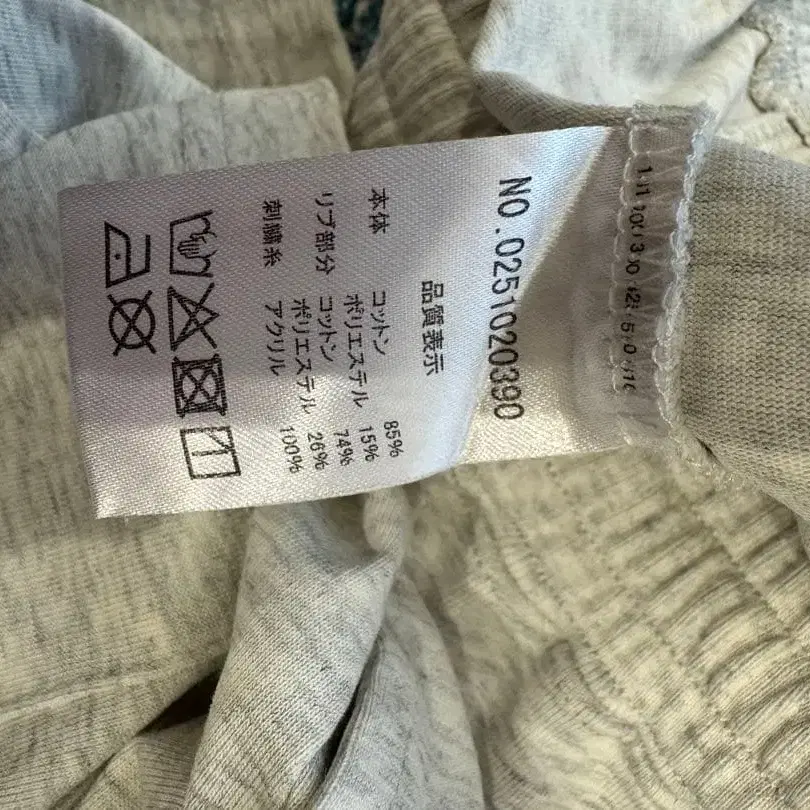 NO.0251020390
品質表示
本体 コットン 85%
ポリエステル 15%
リブ部分 コットン 74%
ポリエステル 26%
刺繍糸 アクリル 100%